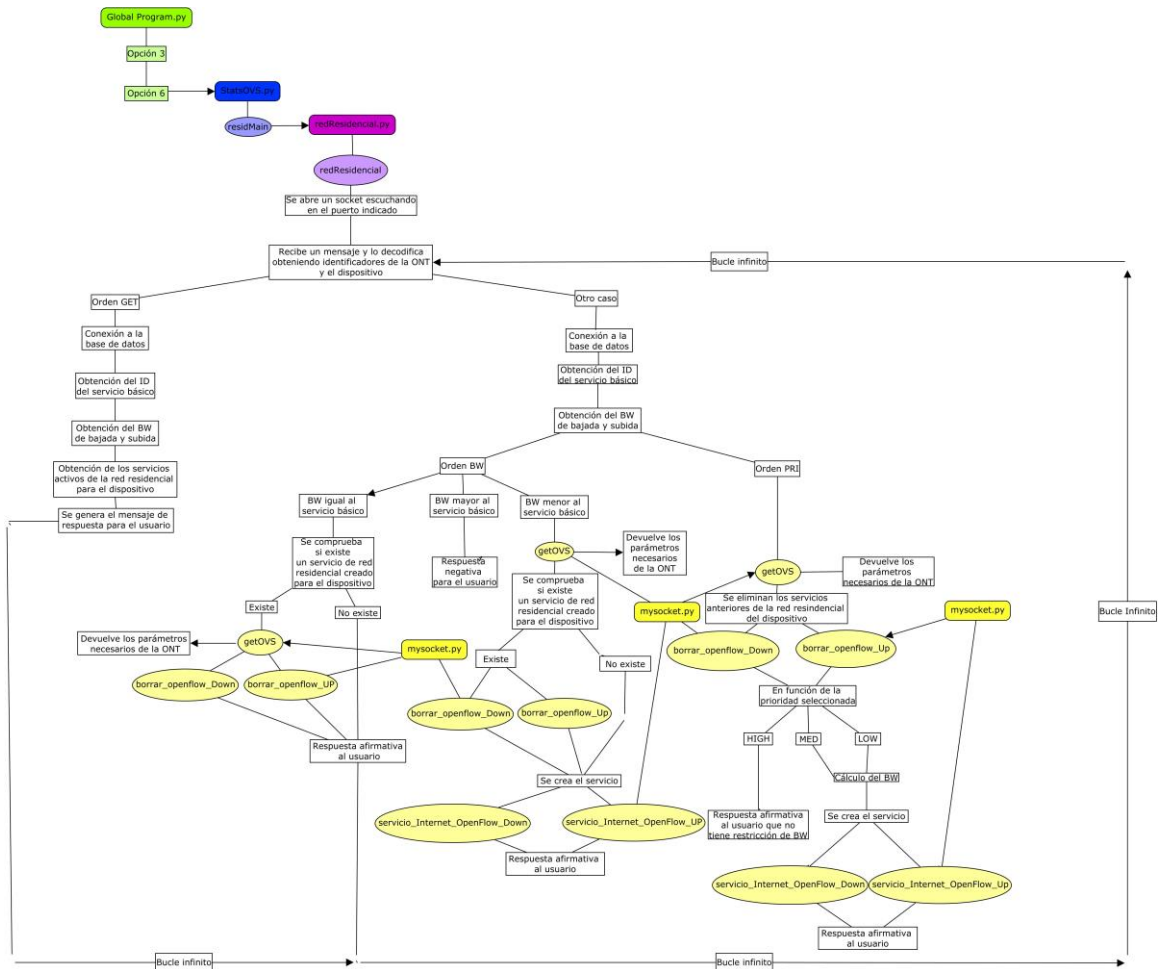 Global Program.py
Opción 3
Opción 6
StatsOVS.py
residMain
redResidencial.py
redResidencial
Se abre un socket escuchando
en el puerto indicado
Recibe un mensaje y lo decodifica
obteniendo identificadores de la ONT
y el dispositivo
Bucle infinito
Orden GET
Otro caso
Conexión a la
base de datos
Conexión a la
base de datos
Obtención del ID
del servicio básico
Obtención del ID
del servicio básico
Obtención del BW
de bajada y subida
Obtención del BW
de bajada y subida
Obtención de los servicios
activos de la red residencial
para el dispositivo
Se genera el mensaje de
respuesta para el usuario
Orden BW
Orden PRI
BW igual al
servicio básico
BW mayor al
servicio básico
BW menor al
servicio básico
Se comprueba
si existe
un servicio de red
residencial creado
para el dispositivo
Respuesta
negativa
para el usuario
getOVS
Devuelve los
parámetros
necesarios
de la ONT
getOVS
Devuelve los
parámetros
necesarios de la ONT
Se comprueba
si existe
un servicio de red
residencial creado
para el dispositivo
Se eliminan los servicios
anteriores de la red resindencial
del dispositivo
Existe
No existe
mysocket.py
mysocket.py
Bucle Infinito
Devuelve los parámetros
necesarios de la ONT
getOVS
mysocket.py
Existe
No existe
borrar_openflow_Down
borrar_openflow_Up
borrar_openflow_Down
borrar_openflow_UP
borrar_openflow_Down
borrar_openflow_Up
En función de la
prioridad seleccionada
HIGH
MED
LOW
Respuesta afirmativa
al usuario
Se crea el servicio
Cálculo del BW
servicio_Internet_OpenFlow_Down
servicio_Internet_OpenFlow_UP
Respuesta afirmativa
al usuario que no
tiene restricción de BW
Se crea el servicio
Respuesta afirmativa
al usuario
servicio_Internet_OpenFlow_Down
servicio_Internet_OpenFlow_Up
Respuesta afirmativa
al usuario
Bucle infinito
Bucle infinito